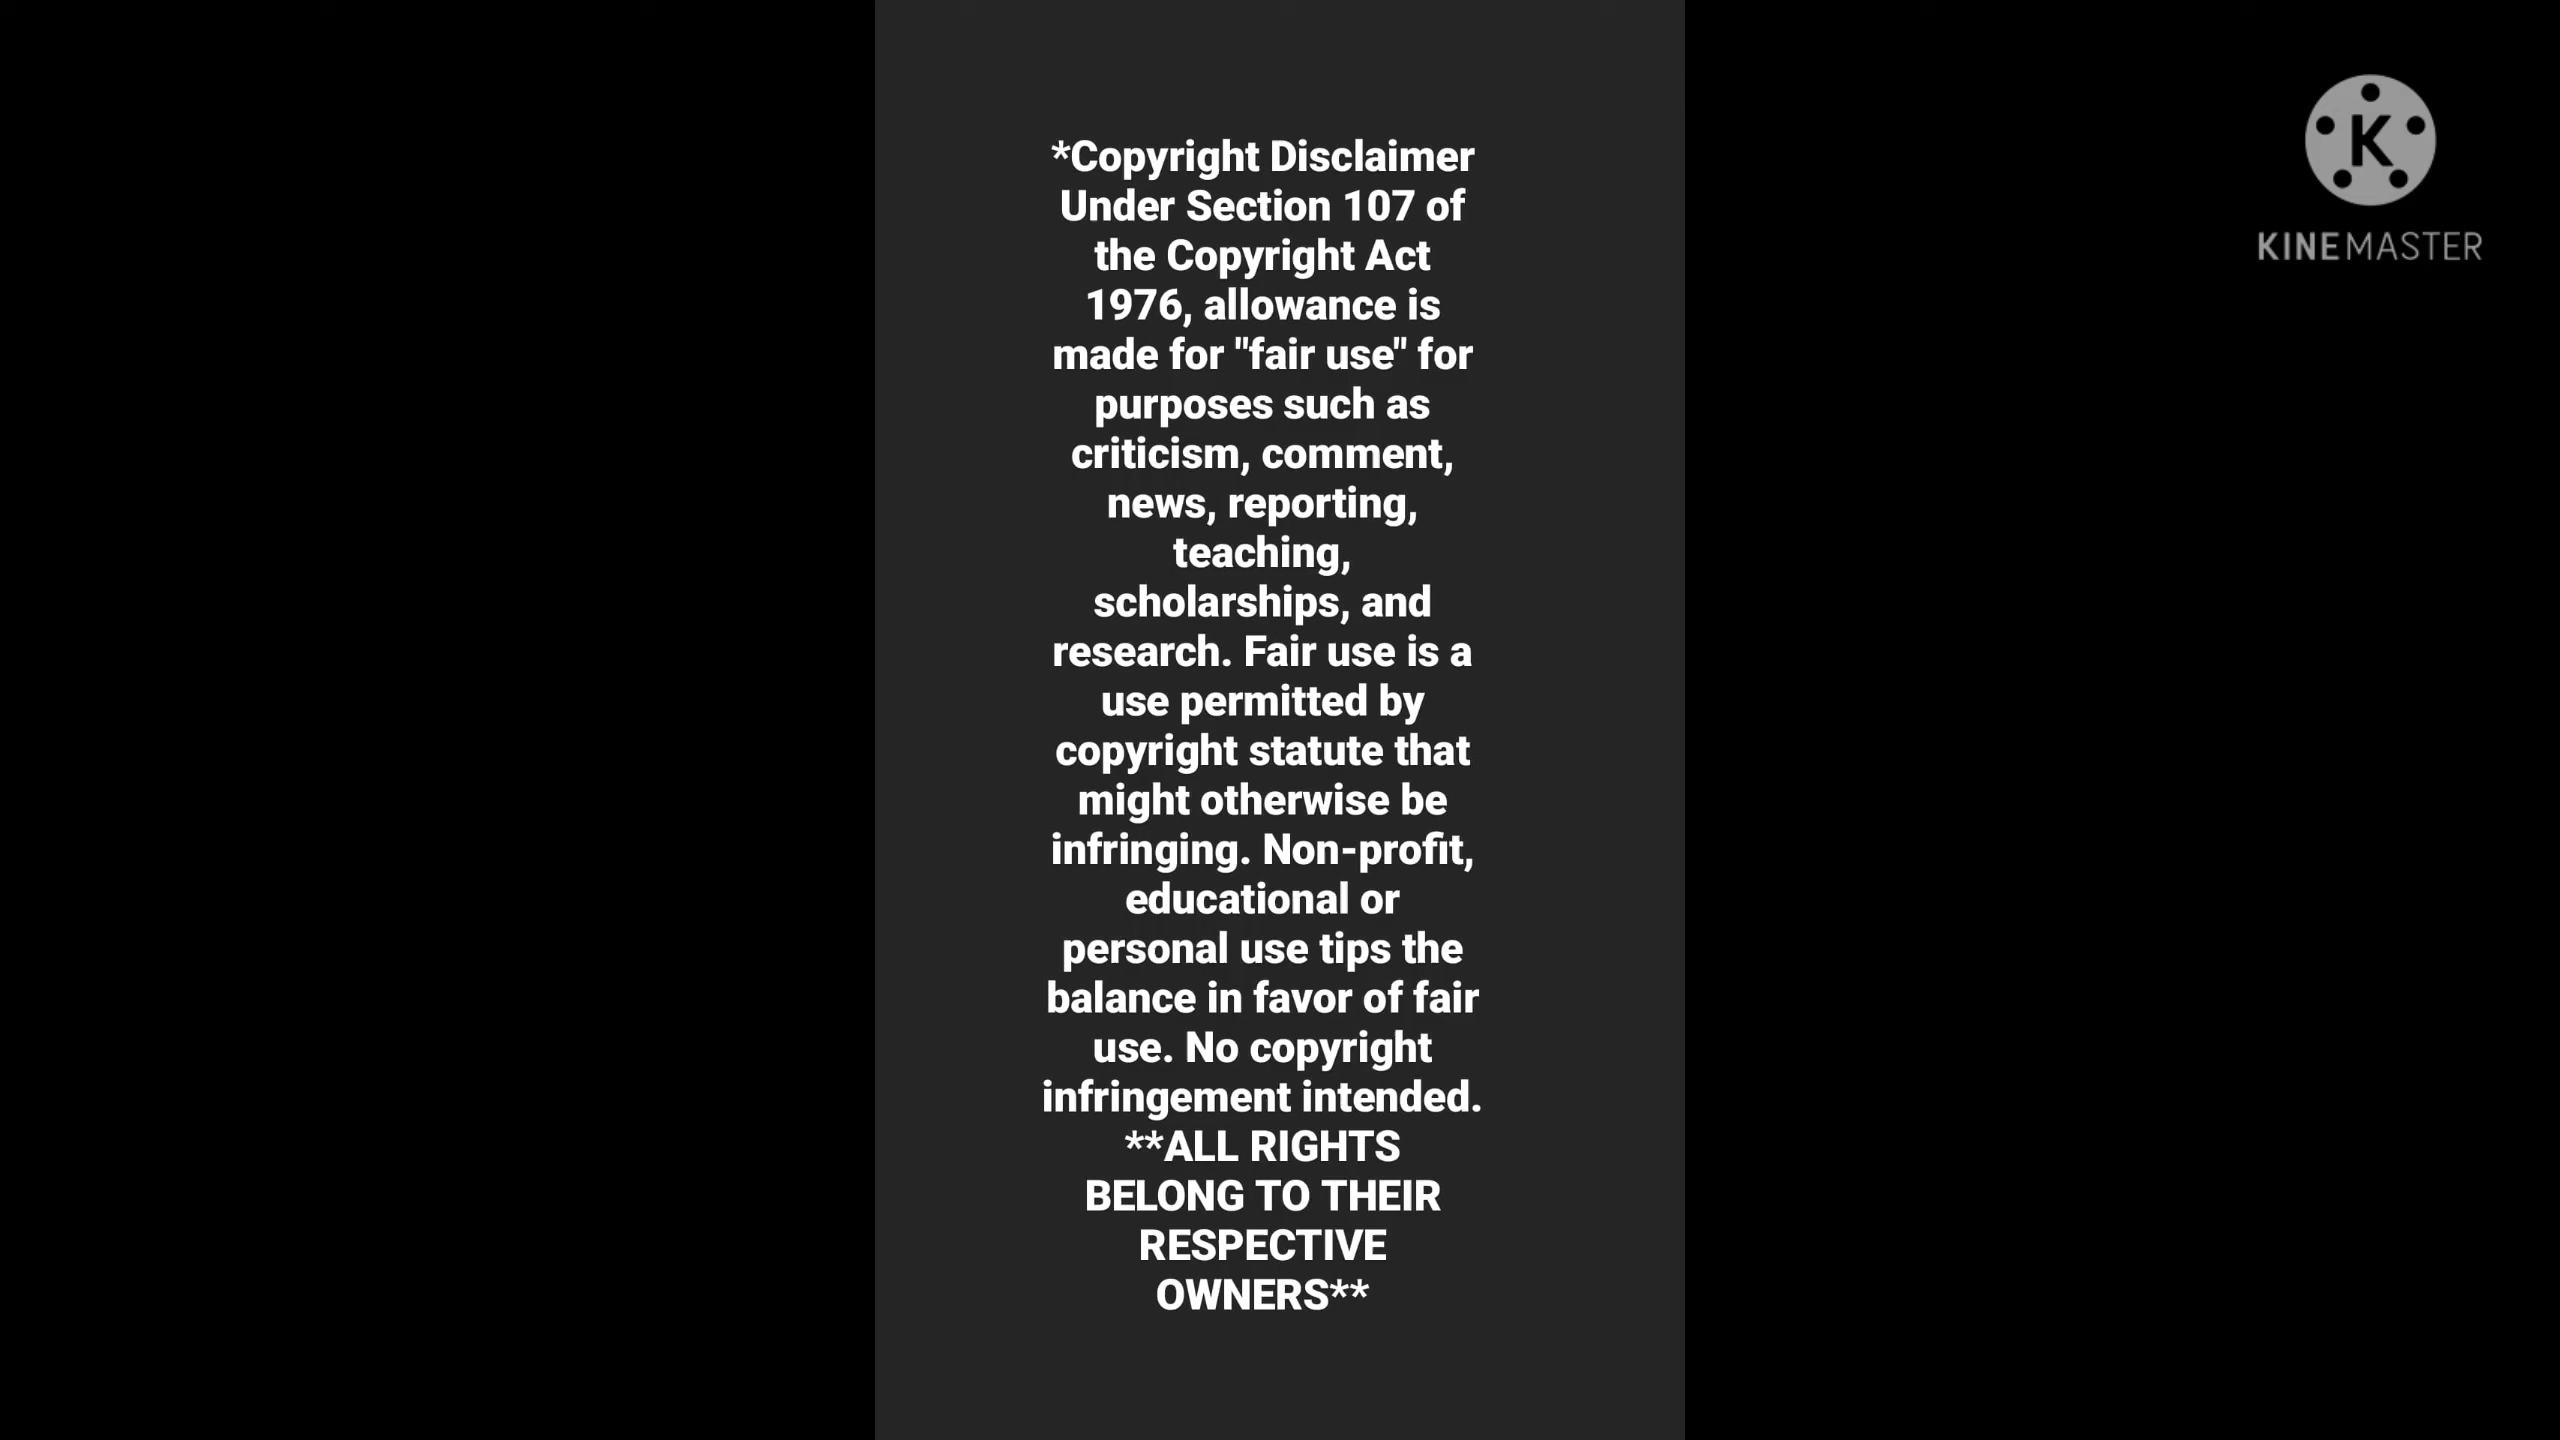 *Copyright Disclaimer
Under Section 107 of
the Copyright Act
1976, allowance is
made for "fair use" for
purposes such as
criticism, comment,
news, reporting,
teaching,
scholarships, and
research. Fair use is a
use permitted by
copyright statute that
might otherwise be
infringing. Non-profit,
educational or
personal use tips the
balance in favor of fair
use. No copyright
infringement intended.
**ALL RIGHTS
BELONG TO THEIR
RESPECTIVE
OWNERS**
K
KINEMASTER